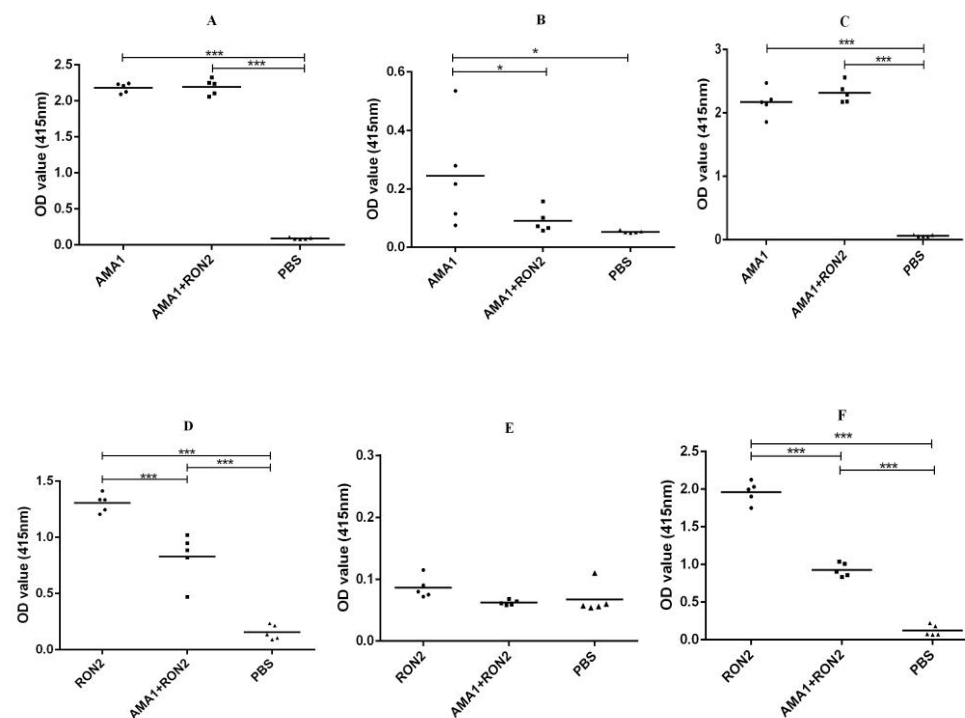 A
***
***
OD value (415nm)
2.5
2.0
1.5
1.0
0.5
0.0
AMA1
AMA1+RON2
PBS
B
*
*
OD value (415nm)
0.6
0.4
0.2
0.0
AMA1
AMA1+RON2
PBS
C
***
***
OD value (415nm)
3
2
1
0
AMA1
AMA1+RON2
PBS
D
***
***
***
OD value (415nm)
1.5
1.0
0.5
0.0
RON2
AMA1+RON2
PBS
E
OD value (415nm)
0.3
0.2
0.1
0.0
RON2
AMA1+RON2
PBS
F
***
***
***
OD value (415nm)
2.5
2.0
1.5
1.0
0.5
0.0
RON2
AMA1+RON2
PBS